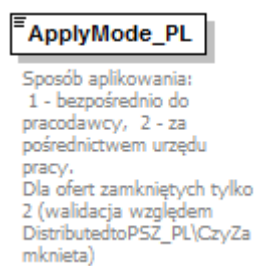 ApplyMode_PL
Sposób aplikowania:
1 - bezpośrednio do
pracodawcy, 2 - za
pośrednictwem urzędu
pracy.
Dla ofert zamkniętych tylko
2 (walidacja względem
DistributedtoPSZ_PL\CzyZa
mknieta)